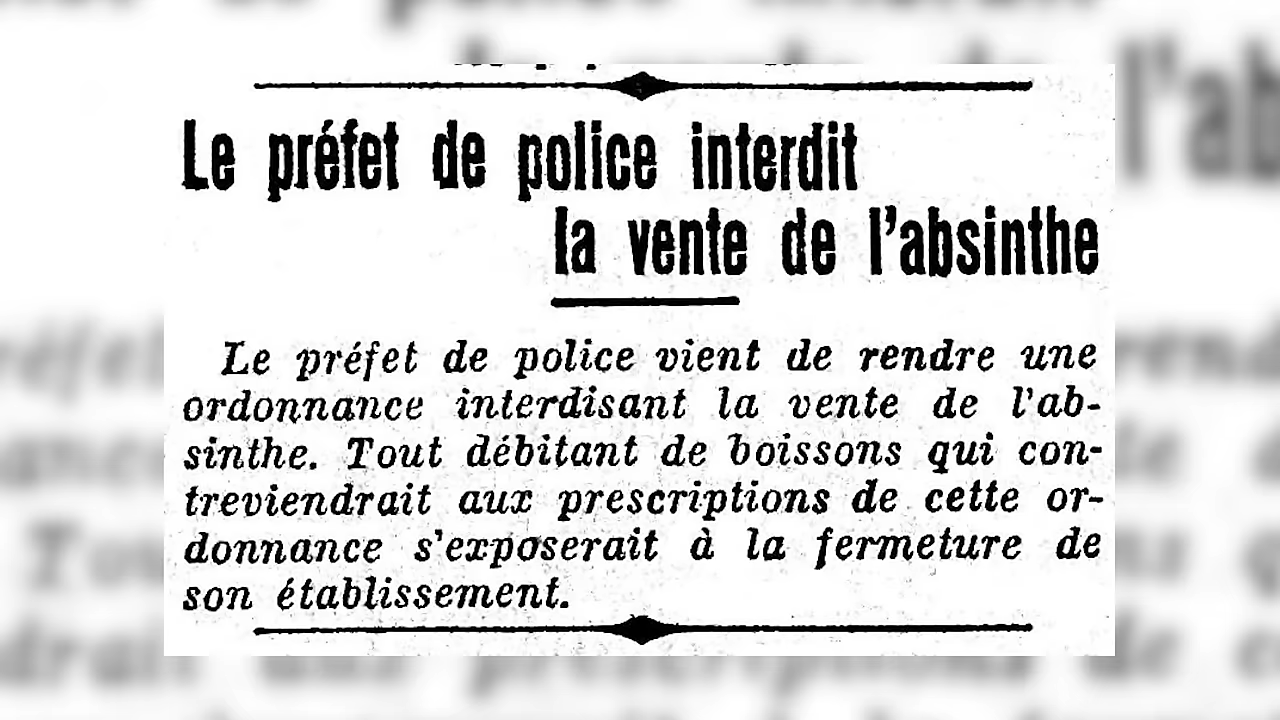 Le préfet de police interdit
la vente de l'absinthe
Le préfet de police vient de rendre une
ordonnance interdisant la vente de l'ab-
sinthe. Tout débitant de boissons qui con-
treviendrait aux prescriptions de cette or-
donnance s'exposerait à la fermeture de
son établissement.